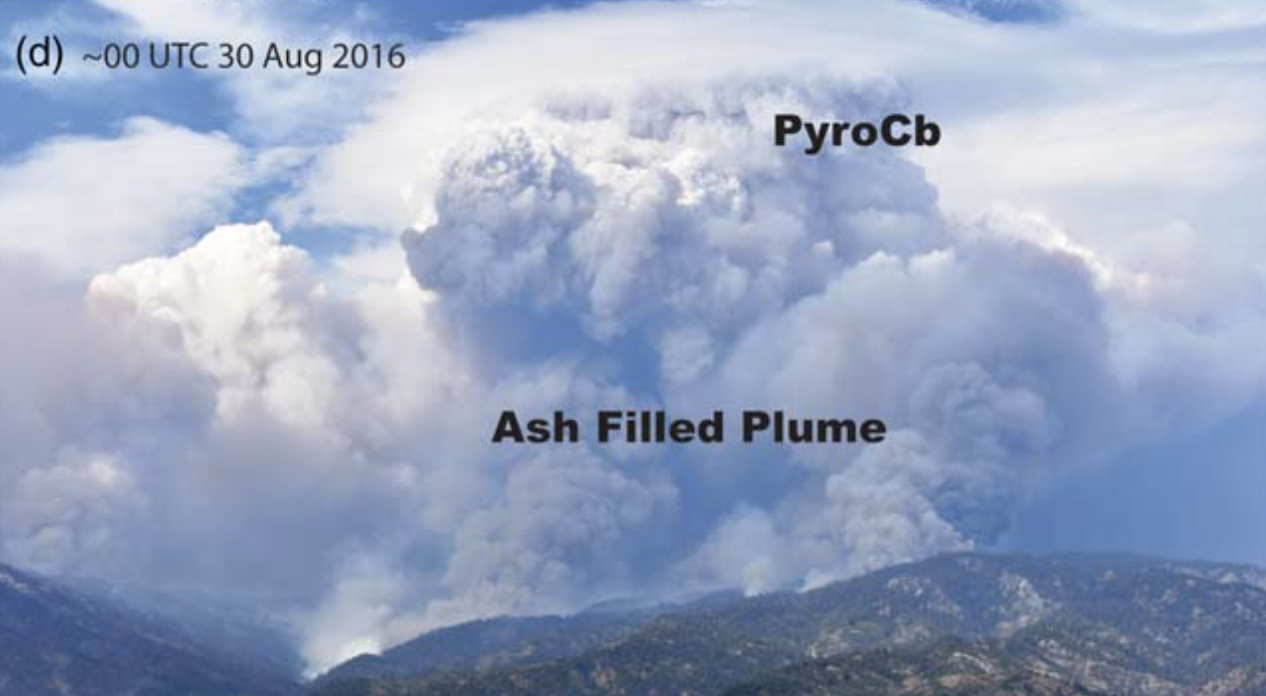 (d) ~00 UTC 30 Aug 2016
PyroCb
Ash Filled Plume